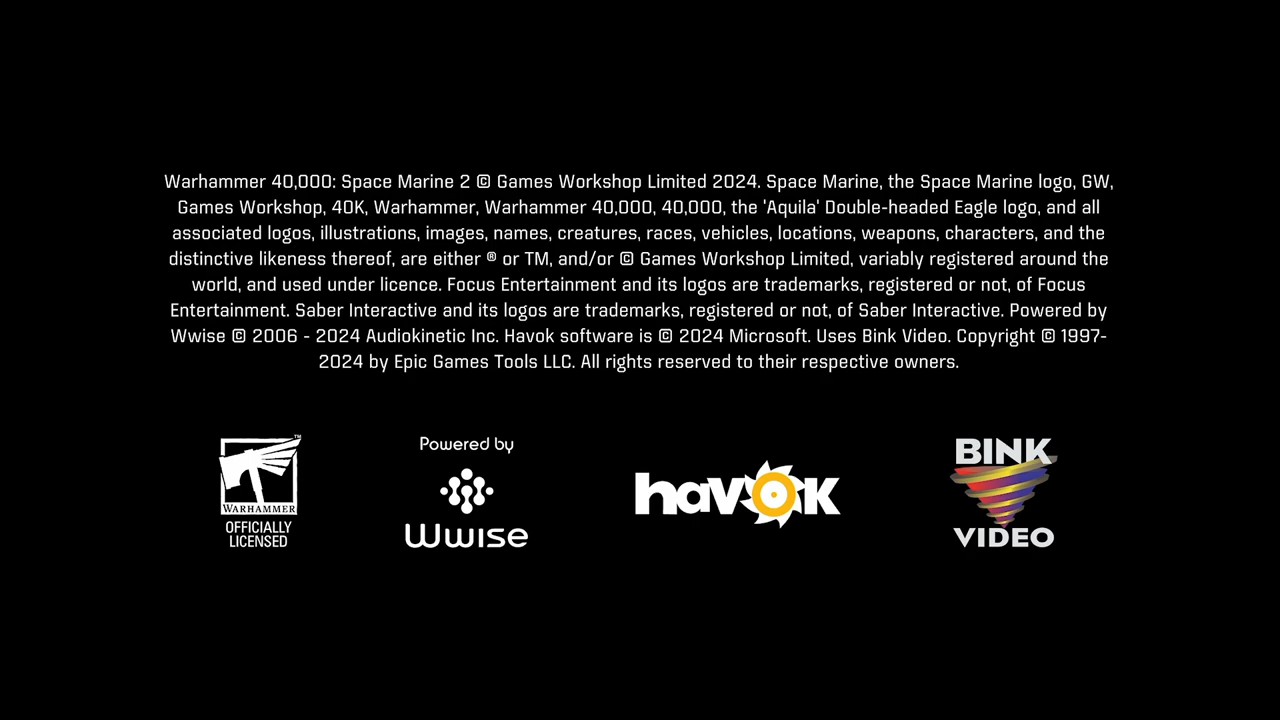 Warhammer 40,000: Space Marine 2 © Games Workshop Limited 2024. Space Marine, the Space Marine logo, GW,
Games Workshop, 40K, Warhammer, Warhammer 40,000, 40,000, the 'Aquila' Double-headed Eagle logo, and all
associated logos, illustrations, images, names, creatures, races, vehicles, locations, weapons, characters, and the
distinctive likeness thereof, are either ® or TM, and/or © Games Workshop Limited, variably registered around the
world, and used under licence. Focus Entertainment and its logos are trademarks, registered or not, of Focus
Entertainment. Saber Interactive and its logos are trademarks, registered or not, of Saber Interactive. Powered by
Wwise © 2006 - 2024 Audiokinetic Inc. Havok software is © 2024 Microsoft. Uses Bink Video. Copyright © 1997-
2024 by Epic Games Tools LLC. All rights reserved to their respective owners.
TM
WARHAMMER
OFFICIALLY
LICENSED
Powered by
Wwise
havok
BINK
VIDEO